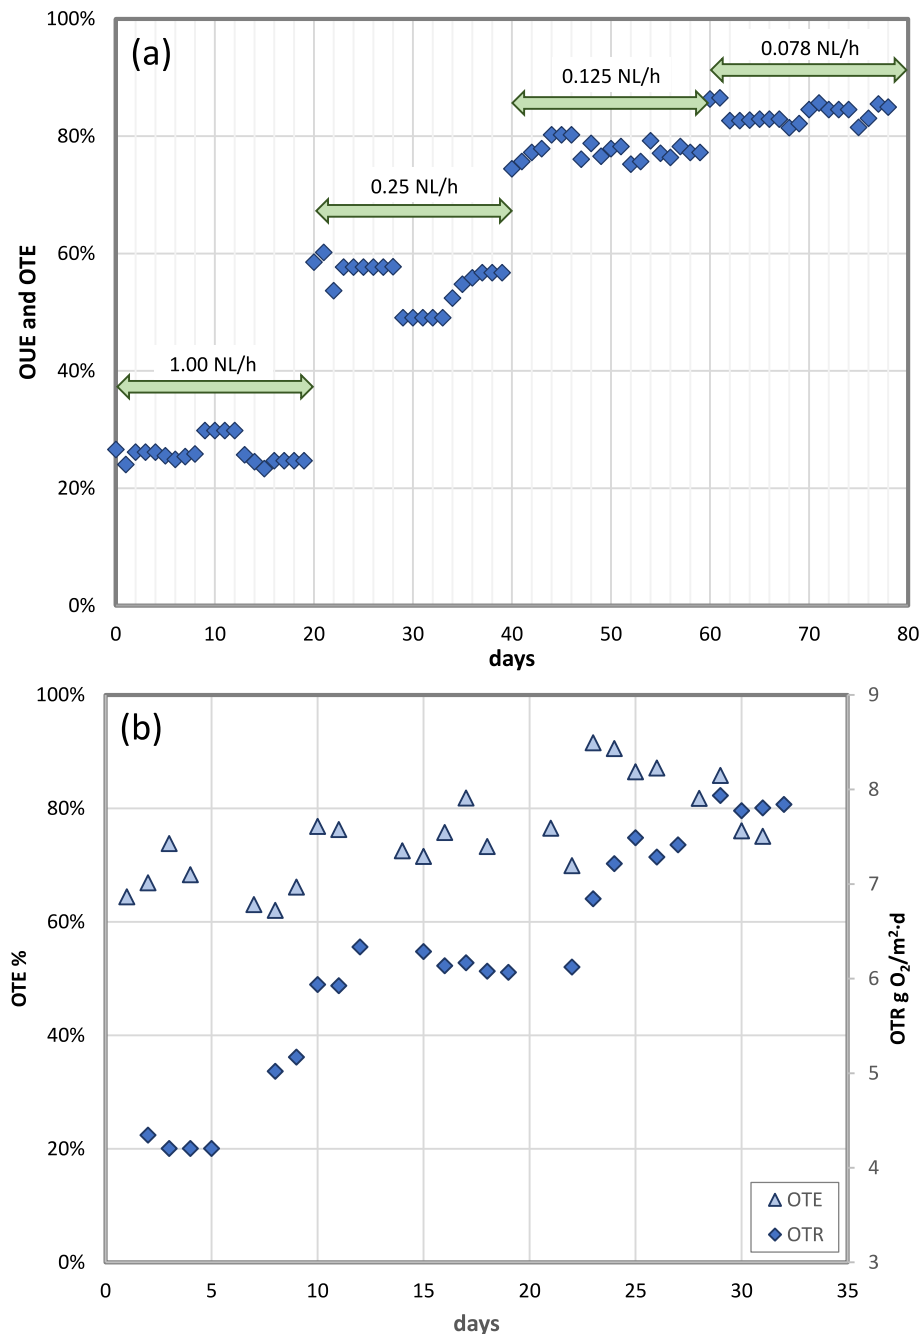 100%
(a)
0.078 NL/h
0.125 NL/h
80%
0.25 NL/h
60%
OUE and OTE
1.00 NL/h
40%
20%
0%
0 10 20 30 40 50 60 70 80
days
100% 9
(b)
80% 8
7
60%
OTE % 6
OTR g O₂/m²·d
40%
5
20%
4
OTE
OTR
0% 3
0 5 10 15 20 25 30 35
days